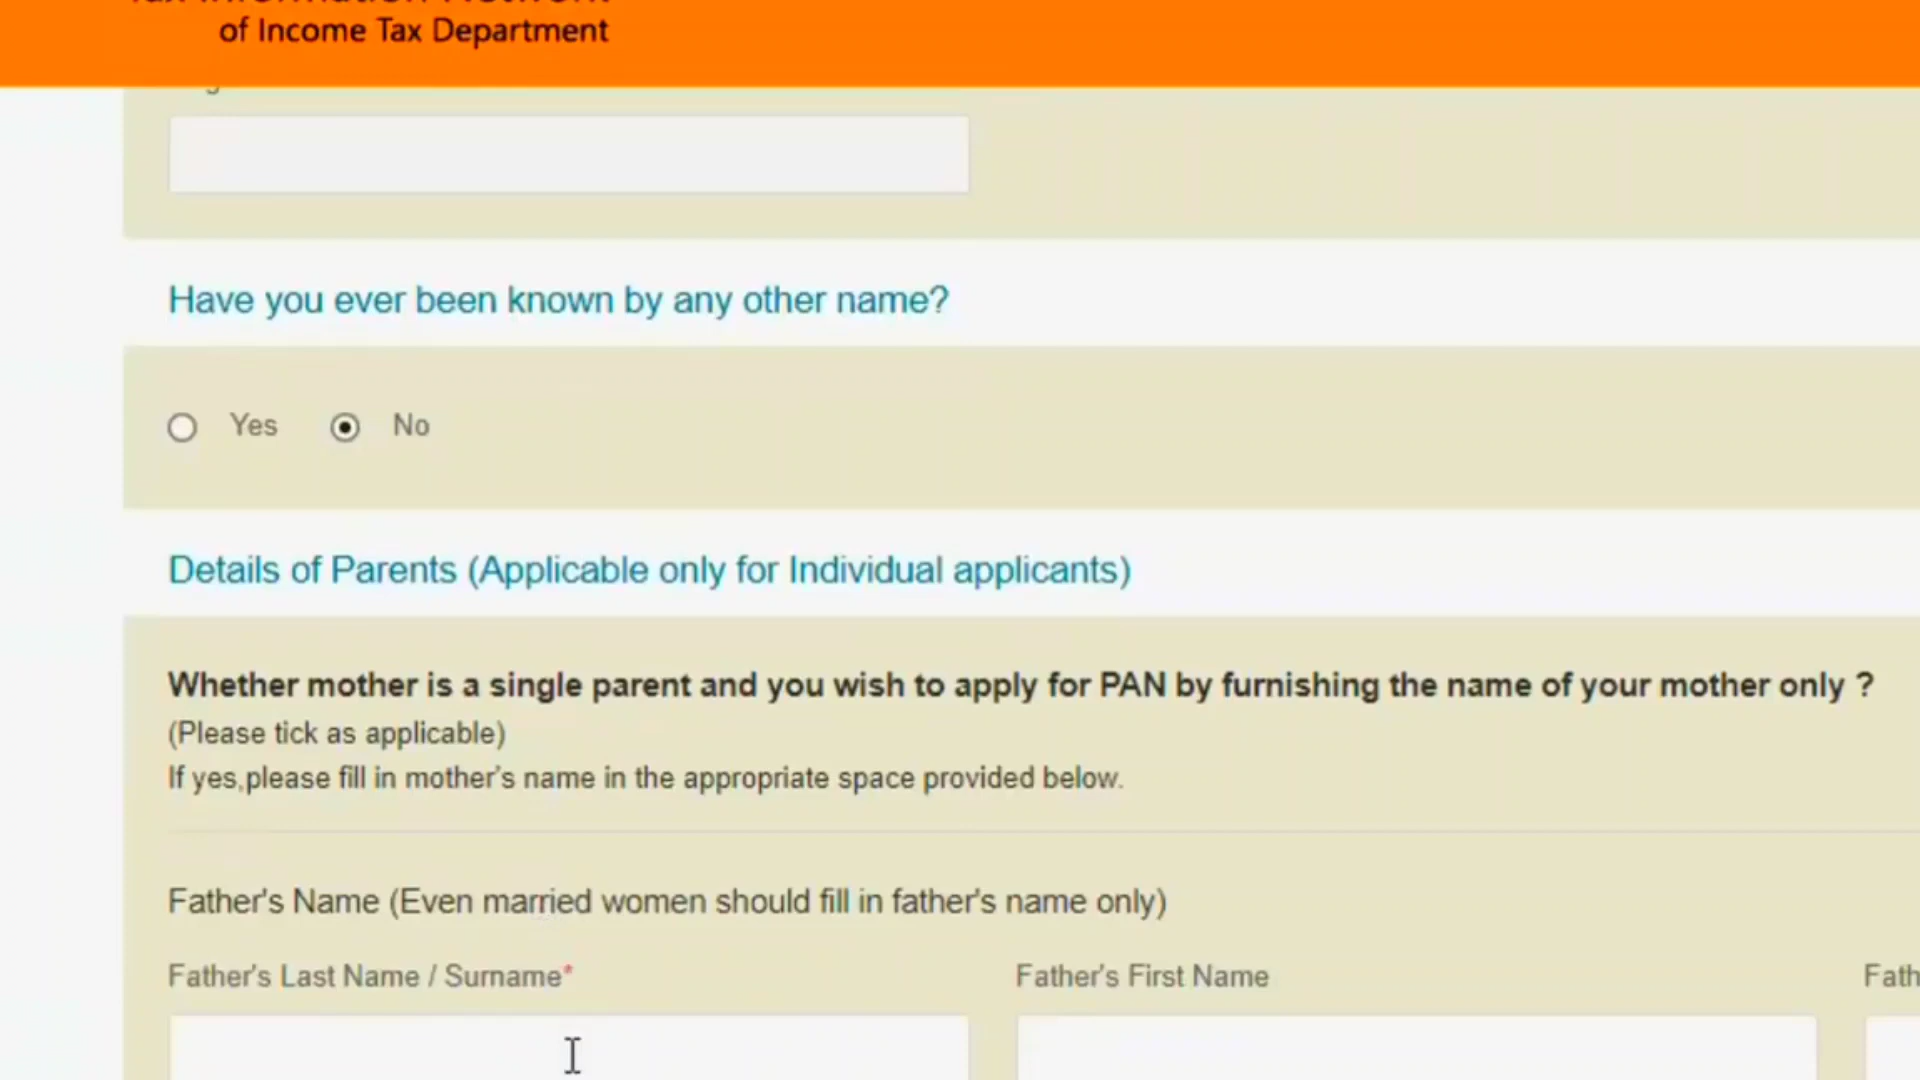 Tax Information Network
of Income Tax Department
Have you ever been known by any other name?
Yes No
Details of Parents (Applicable only for Individual applicants)
Whether mother is a single parent and you wish to apply for PAN by furnishing the name of your mother only ?
(Please tick as applicable)
If yes,please fill in mother's name in the appropriate space provided below.
Father's Name (Even married women should fill in father's name only)
Father's Last Name / Surname* Father's First Name Fath